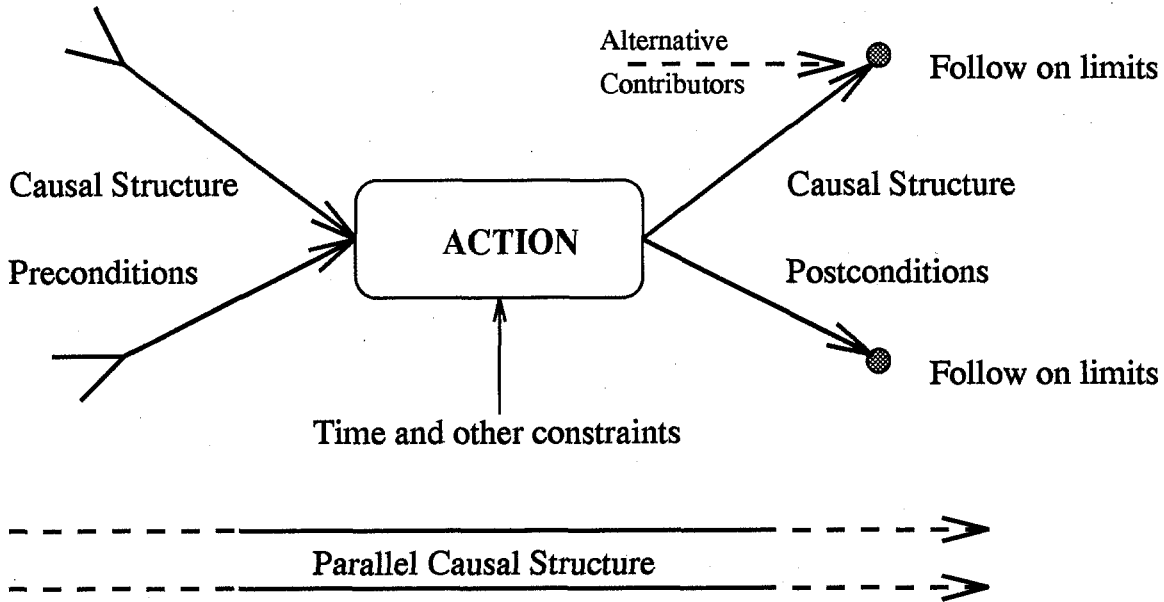 Alternative
Contributors
Follow on limits
Causal Structure
Causal Structure
ACTION
Preconditions
Postconditions
Follow on limits
Time and other constraints
Parallel Causal Structure